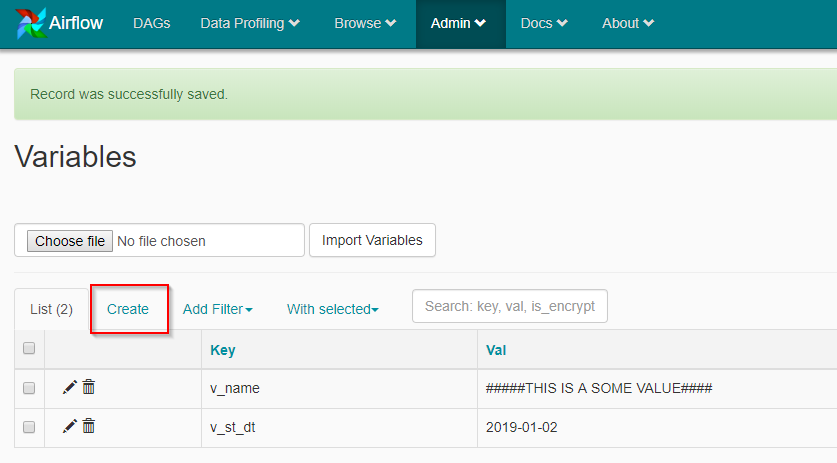 Airflow DAGs Data Profiling Browse Admin Docs About
Record was successfully saved.
Variables
Choose file No file chosen Import Variables
List (2) Create Add Filter With selected Search: key, val, is_encrypt
Key Val
v_name #####THIS IS A SOME VALUE####
v_st_dt 2019-01-02